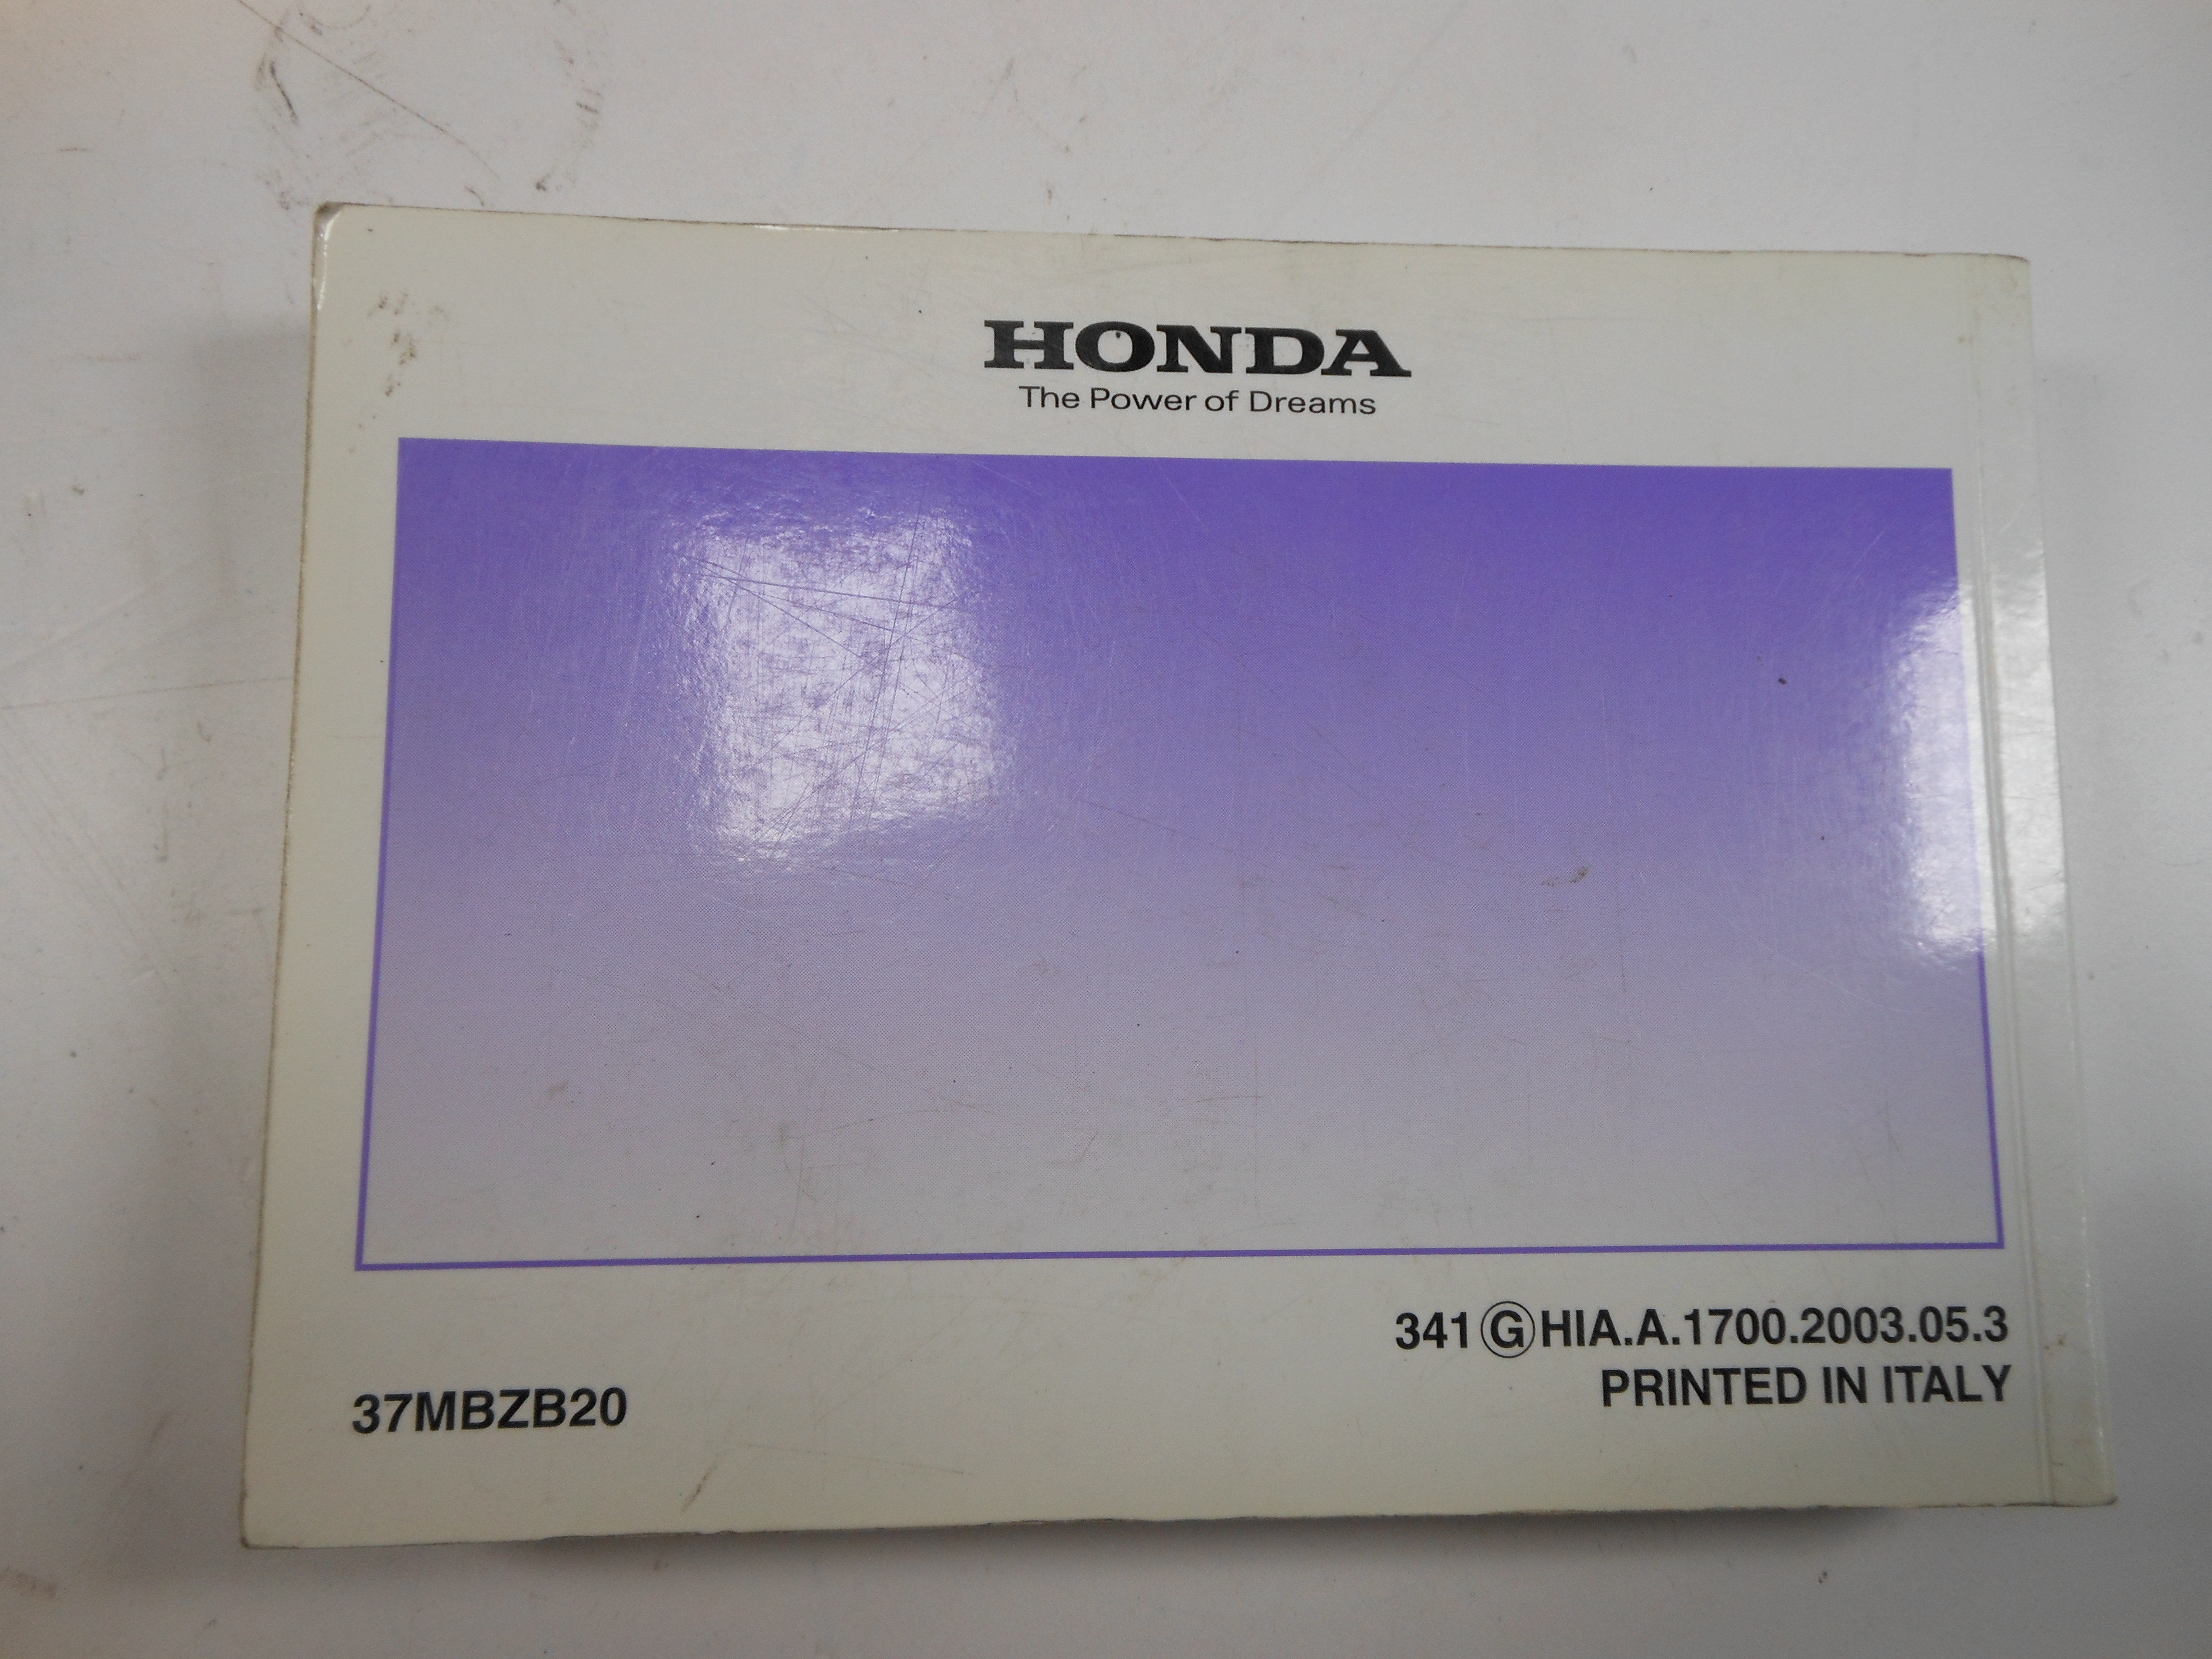 HONDA
The Power of Dreams
341 Ⓖ HIA.A.1700.2003.05.3
PRINTED IN ITALY
37MBZB20